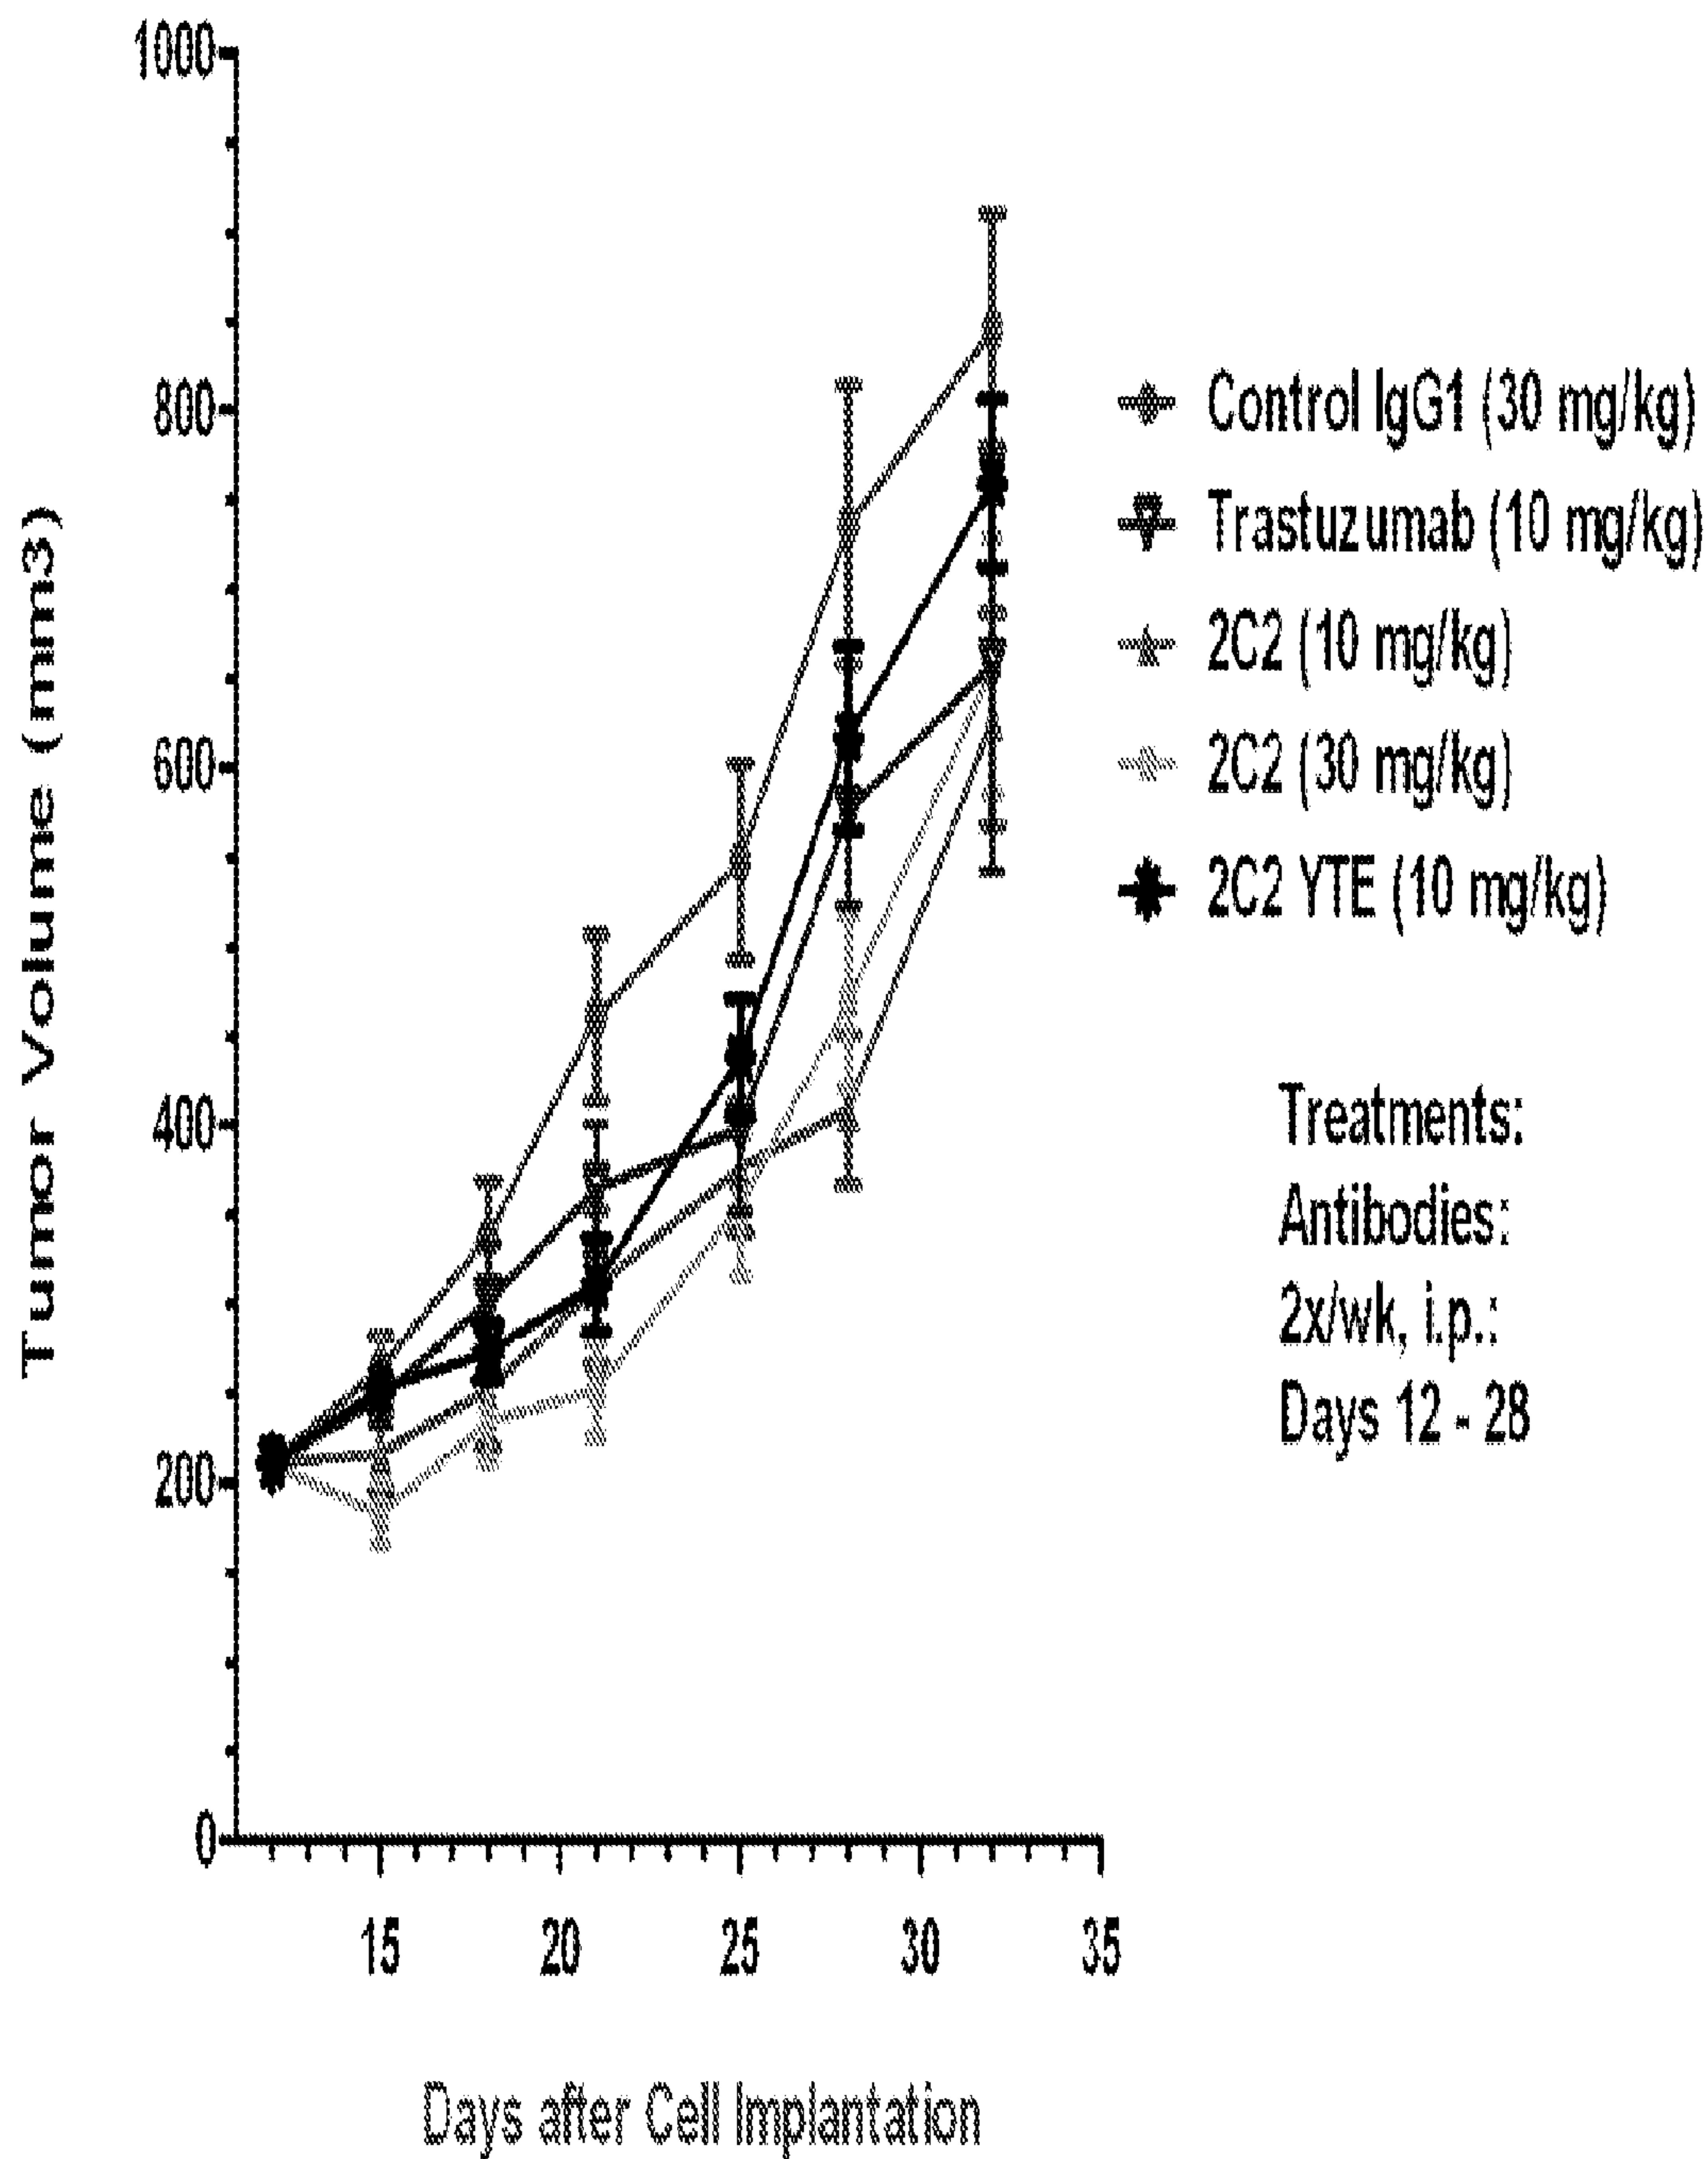 Tumor Volume (mm3)
1000
800
600
400
200
0
15 20 25 30 35
Days after Cell Implantation
Control IgG1 (30 mg/kg)
Trastuzumab (10 mg/kg)
2C2 (10 mg/kg)
2C2 (30 mg/kg)
2C2 YTE (10 mg/kg)
Treatments:
Antibodies:
2x/wk, i.p.:
Days 12 - 28